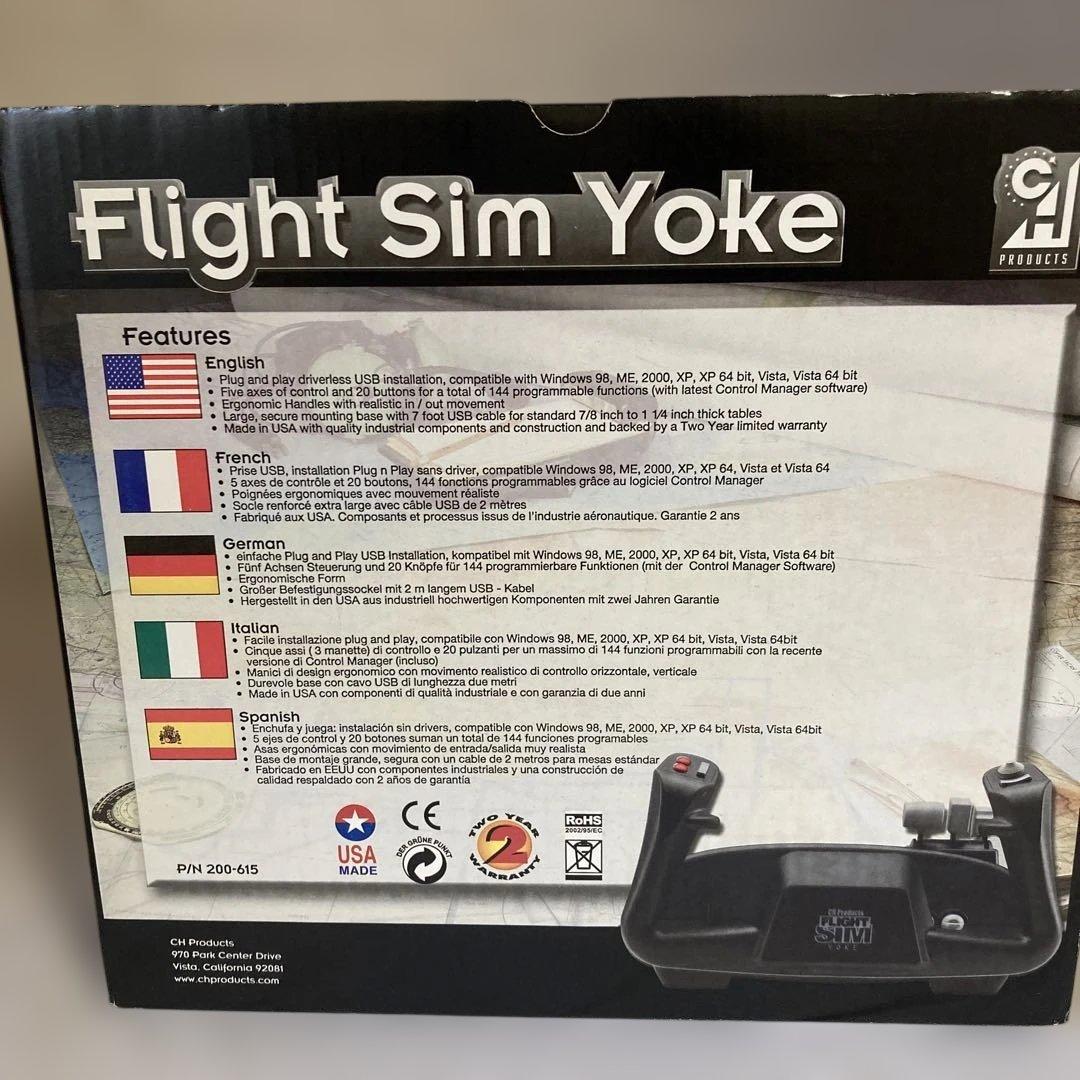 Flight Sim Yoke
CH
PRODUCTS
Features
English
• Plug and play driverless USB installation, compatible with Windows 98, ME, 2000, XP, XP 64 bit, Vista, Vista 64 bit
• Five axes of control and 20 buttons for a total of 144 programmable functions (with latest Control Manager software)
• Ergonomic Handles with realistic in / out movement
• Large, secure mounting base with 7 foot USB cable for standard 7/8 inch to 1 1/4 inch thick tables
• Made in USA with quality industrial components and construction and backed by a Two Year limited warranty
French
• Prise USB, installation Plug n Play sans driver, compatible Windows 98, ME, 2000, XP, XP 64, Vista et Vista 64
• 5 axes de contrôle et 20 boutons, 144 fonctions programmables grâce au logiciel Control Manager
• Poignées ergonomiques avec mouvement réaliste
• Socle renforcé extra large avec câble USB de 2 mètres
• Fabriqué aux USA. Composants et processus issus de l'industrie aéronautique. Garantie 2 ans
German
• einfache Plug and Play USB Installation, kompatibel mit Windows 98, ME, 2000, XP, XP 64 bit, Vista, Vista 64 bit
• Fünf Achsen Steuerung und 20 Knöpfe für 144 programmierbare Funktionen (mit der Control Manager Software)
• Ergonomische Form
• Großer Befestigungssockel mit 2 m langem USB - Kabel
• Hergestellt in den USA aus industriell hochwertigen Komponenten mit zwei Jahren Garantie
Italian
• Facile installazione plug and play, compatibile con Windows 98, ME, 2000, XP, XP 64 bit, Vista, Vista 64bit
• Cinque assi ( 3 manette) di controllo e 20 pulzanti per un massimo di 144 funzioni programmabili con la recente
versione di Control Manager (incluso)
• Manici di design ergonomico con movimento realistico di controllo orizzontale, verticale
• Durevole base con cavo USB di lunghezza due metri
• Made in USA con componenti di qualità industriale e con garanzia di due anni
Spanish
• Enchufa y juega: instalación sin drivers, compatible con Windows 98, ME, 2000, XP, XP 64 bit, Vista, Vista 64bit
• 5 ejes de control y 20 botones suman un total de 144 funciones programables
• Asas ergonómicas con movimiento de entrada/salida muy realista
• Base de montaje grande, segura con un cable de 2 metros para mesas estándar
• Fabricado en EEUU con componentes industriales y una construcción de
calidad respaldado con 2 años de garantía
P/N 200-615
USA
MADE
CE
DER GRÜNE PUNKT
TWO YEAR
2
WARRANTY
RoHS
2002/95/EC
CH Products
FLIGHT
SIM
YOKE
CH Products
970 Park Center Drive
Vista, California 92081
www.chproducts.com